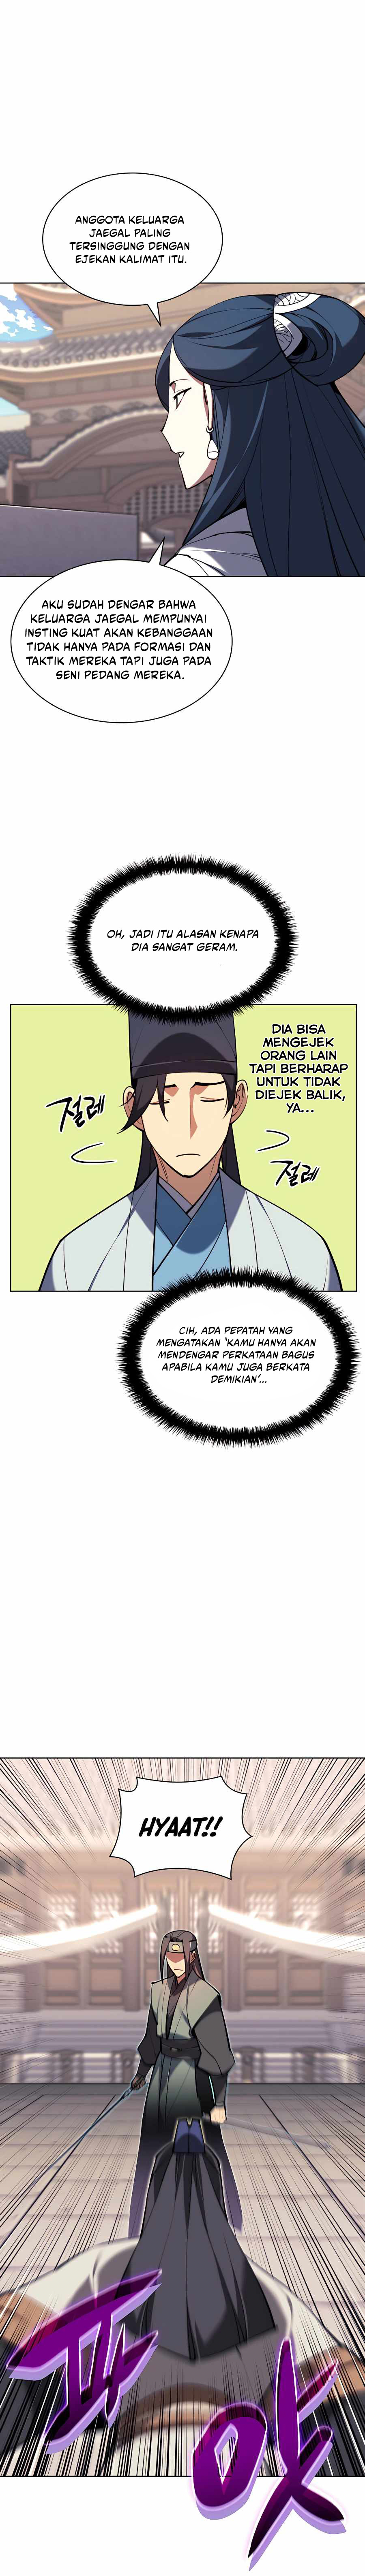 ANGGOTA KELUARGA
JAEGAL PALING
TERSINGGUNG DENGAN
EJEKAN KALIMAT ITU.
AKU SUDAH DENGAR BAHWA
KELUARGA JAEGAL MEMPUNYAI
INSTING KUAT AKAN KEBANGGAAN
TIDAK HANYA PADA FORMASI DAN
TAKTIK MEREKA TAPI JUGA PADA
SENI PEDANG MEREKA.
OH, JADI ITU ALASAN KENAPA
DIA SANGAT GERAM.
DIA BISA
MENGEJEK
ORANG LAIN
TAPI BERHARAP
UNTUK TIDAK
DIEJEK BALIK,
YA...
절레
절레
CIH, ADA PEPATAH YANG
MENGATAKAN 'KAMU HANYA AKAN
MENDENGAR PERKATAAN BAGUS
APABILA KAMU JUGA BERKATA
DEMIKIAN'...
HYAAT!!
파
앗